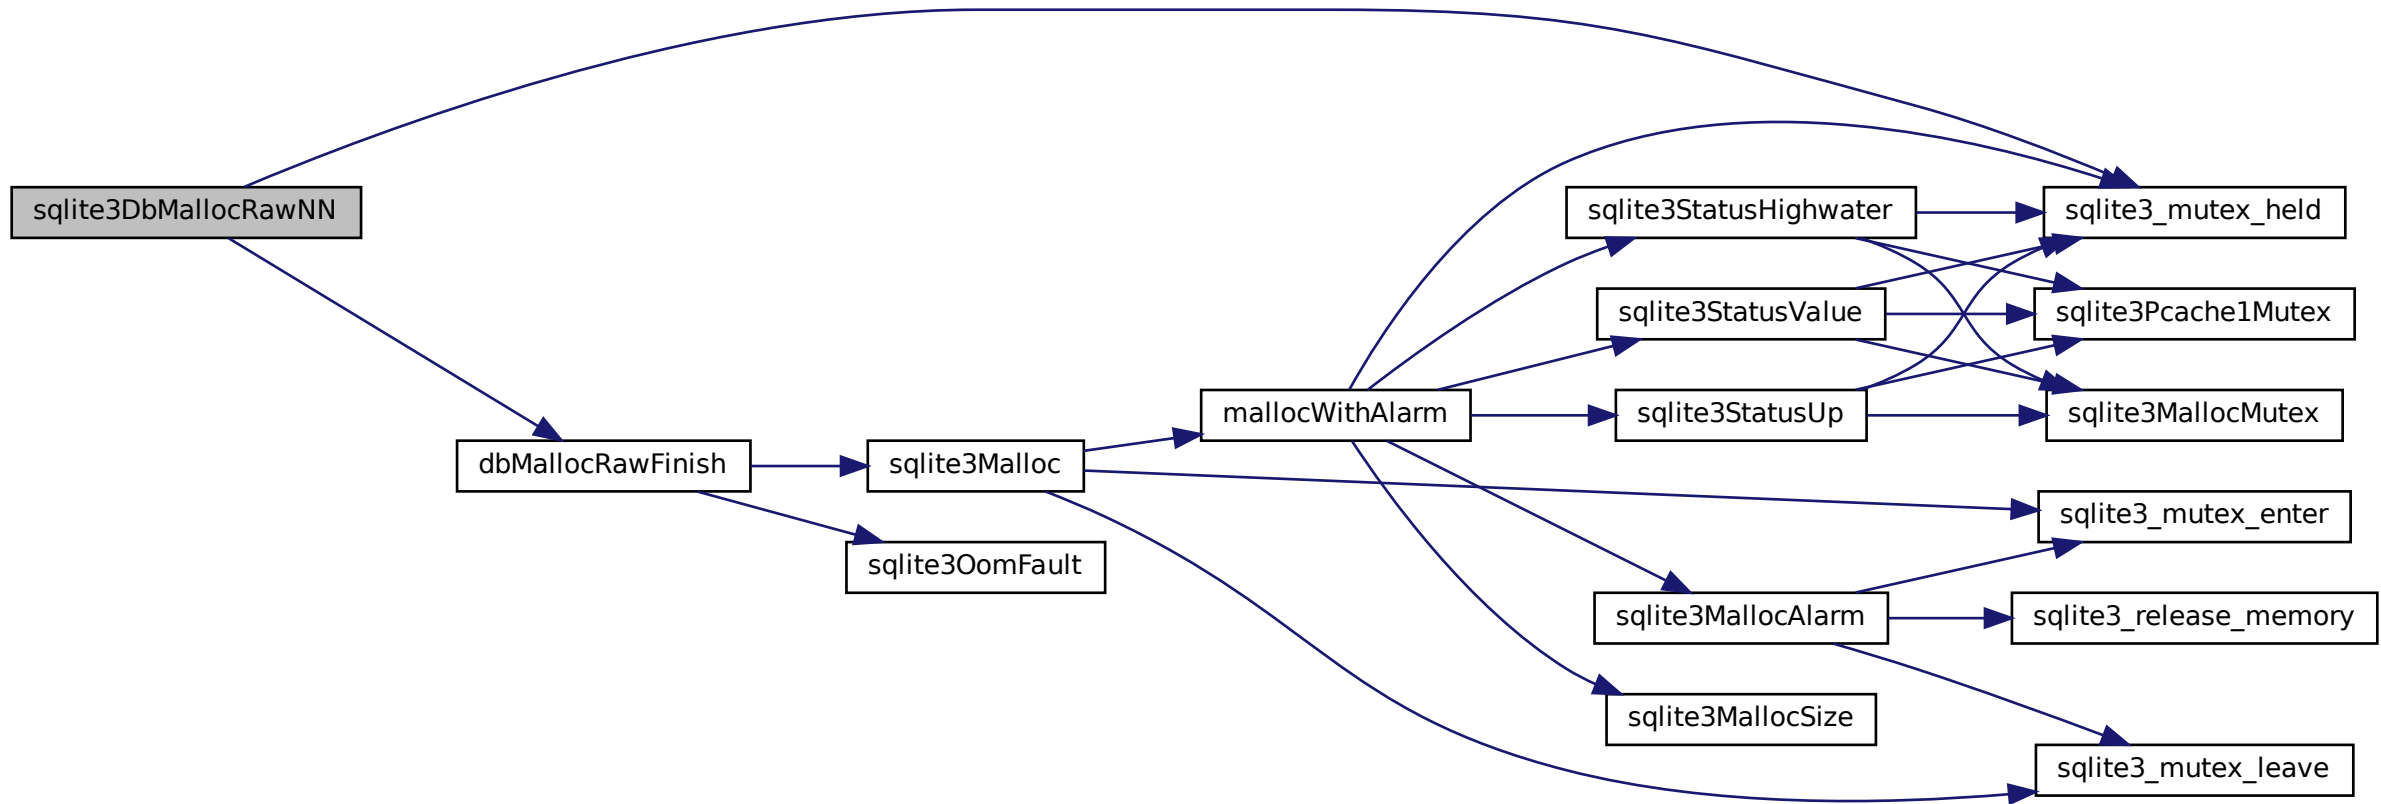 sqlite3DbMallocRawNN
dbMallocRawFinish
sqlite3Malloc
sqlite3OomFault
mallocWithAlarm
sqlite3StatusHighwater
sqlite3StatusValue
sqlite3StatusUp
sqlite3MallocAlarm
sqlite3MallocSize
sqlite3_mutex_held
sqlite3Pcache1Mutex
sqlite3MallocMutex
sqlite3_mutex_enter
sqlite3_release_memory
sqlite3_mutex_leave